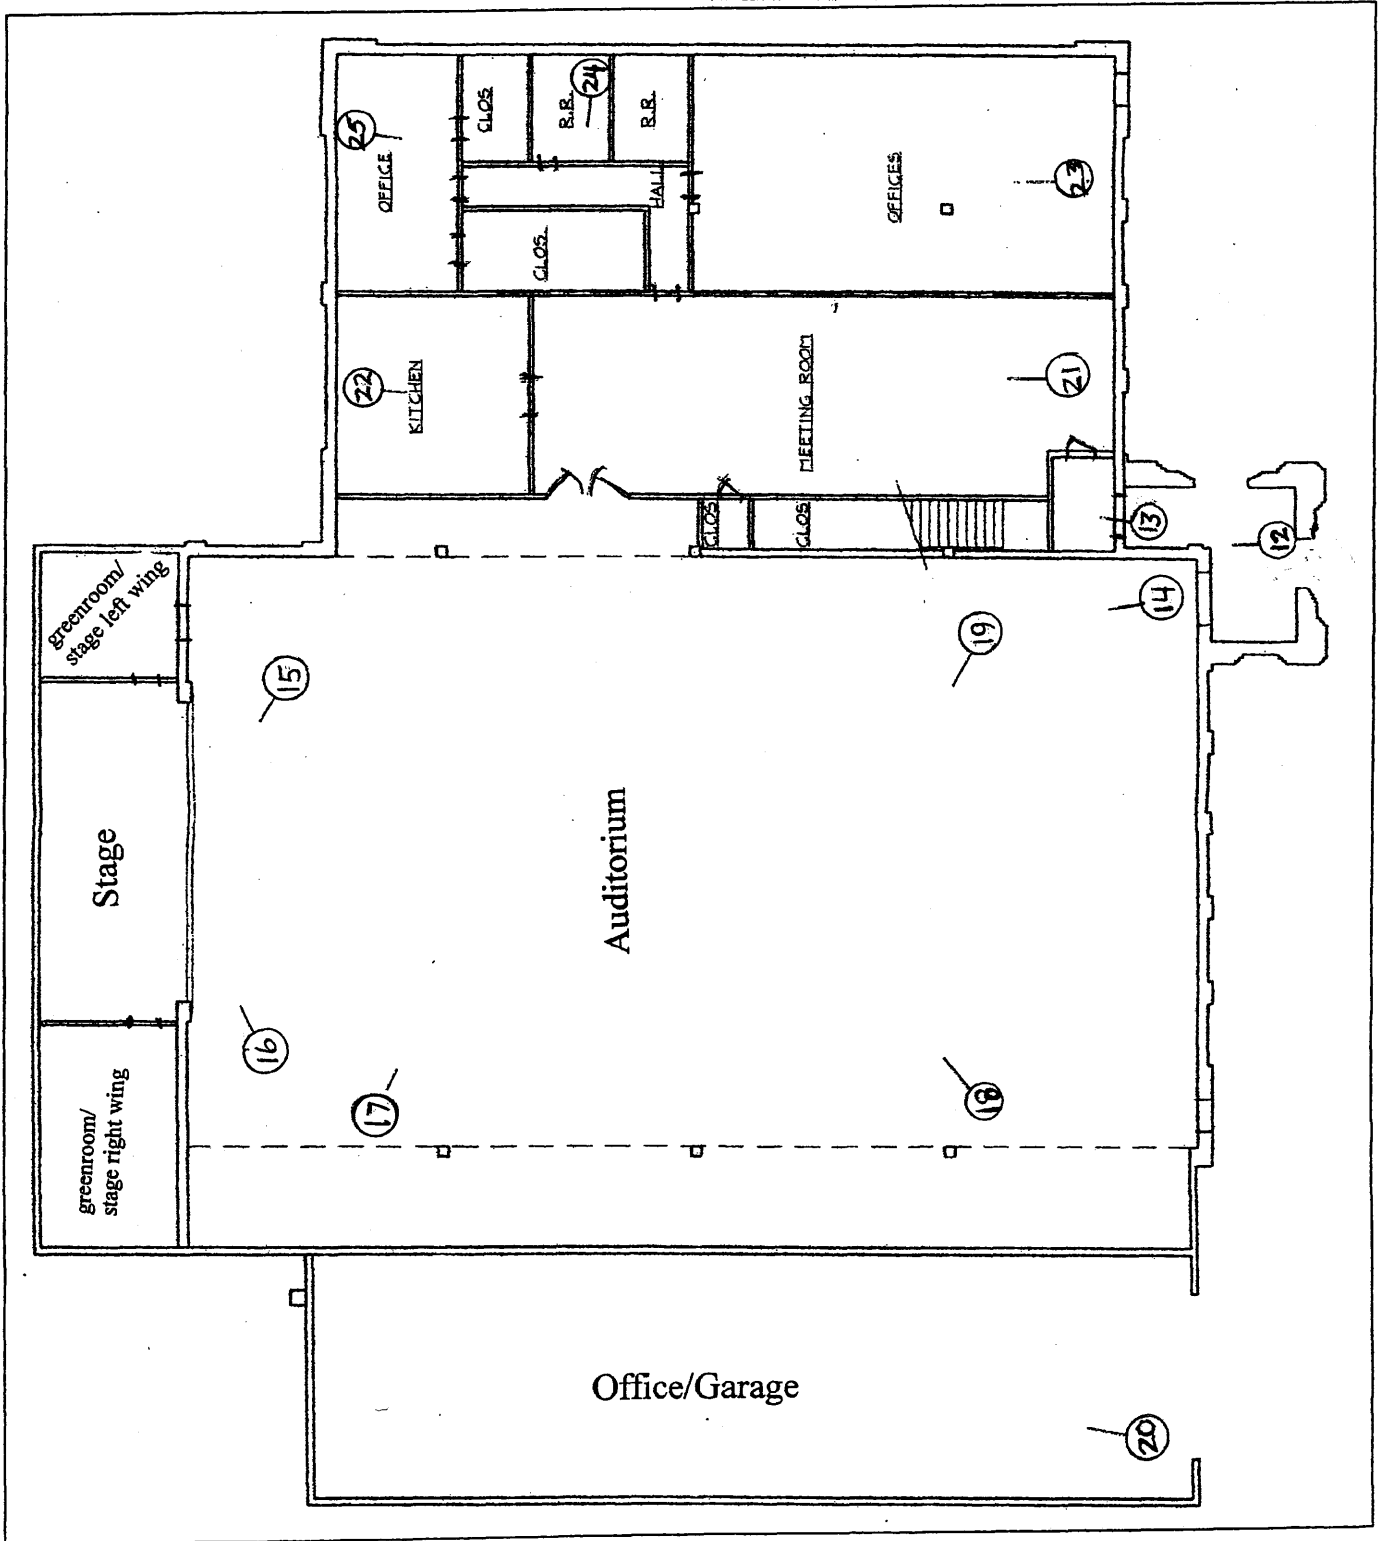 24
25
CLOS
R.R.
R.R.
OFFICE
HALL
OFFICES
23
CLOS.
22
KITCHEN
MEETING ROOM
21
CLOS
CLOS
13
12
greenroom/
stage left wing
14
19
15
Stage
Auditorium
16
17
18
greenroom/
stage right wing
Office/Garage
20